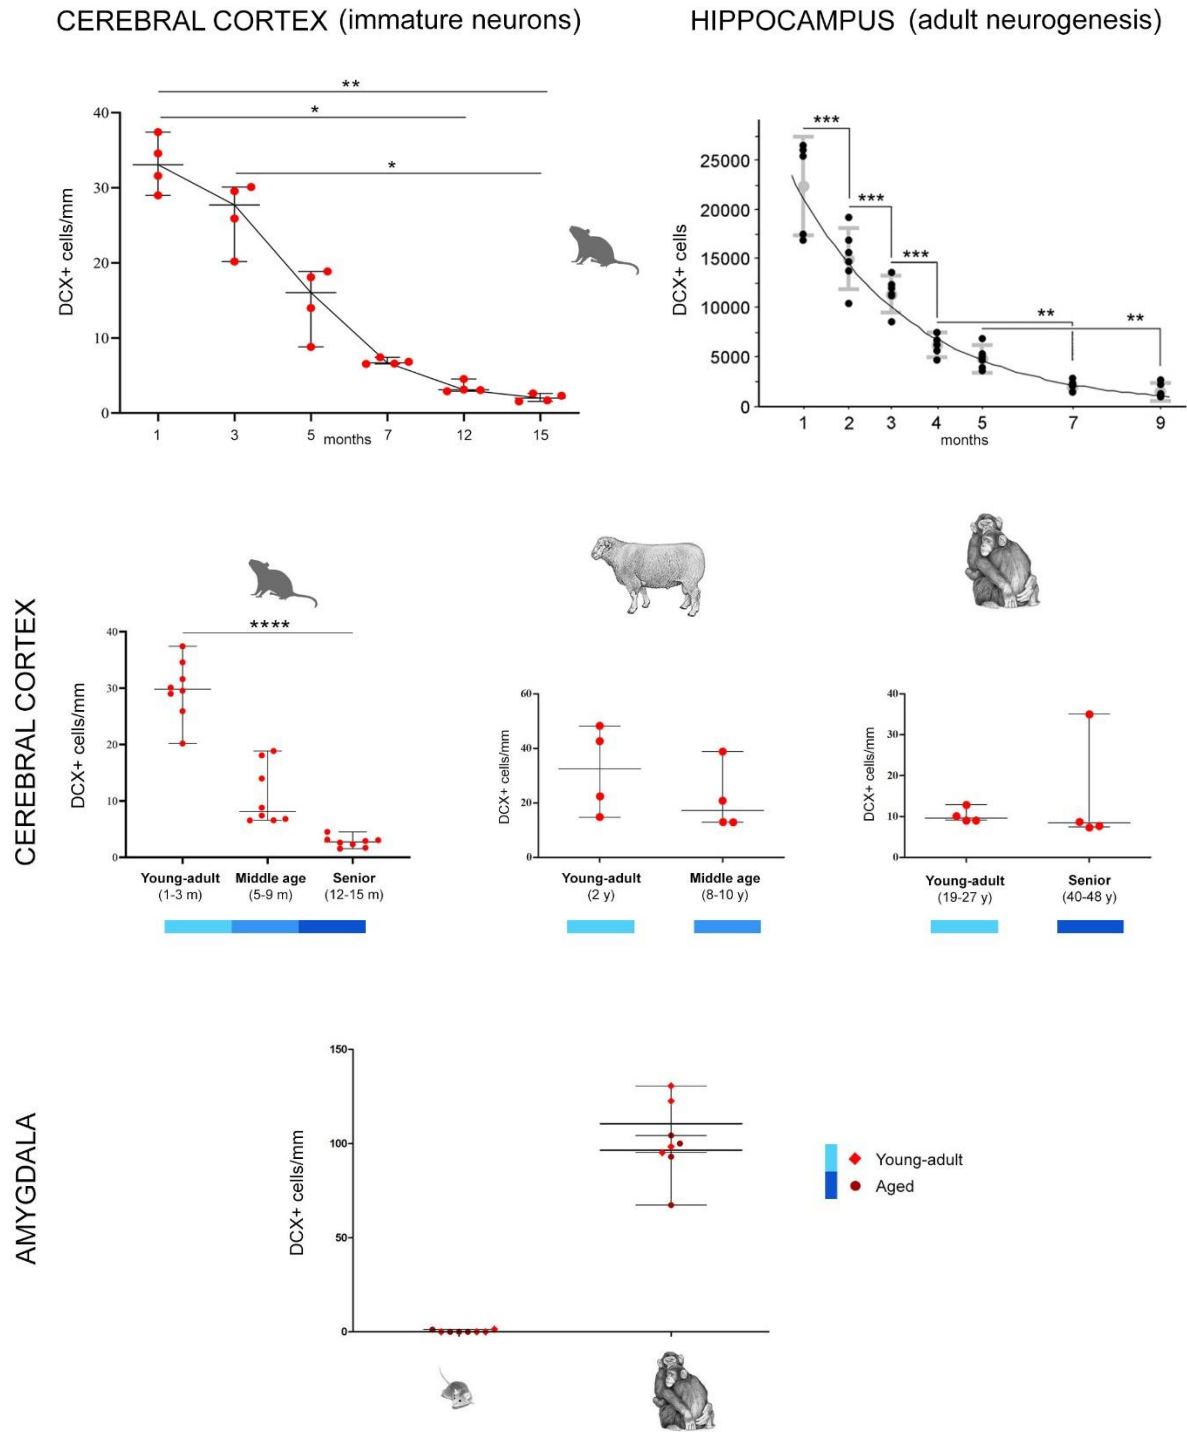 CEREBRAL CORTEX (immature neurons)
HIPPOCAMPUS (adult neurogenesis)
**
*
*
40
30
20
10
0
DCX+ cells/mm
1 3 5 7 12 15
months
***
***
***
**
**
25000
20000
15000
10000
5000
0
DCX+ cells
1 2 3 4 5 7 9
months
CEREBRAL CORTEX
****
40
30
20
10
0
DCX+ cells/mm
Young-adult
(1-3 m)
Middle age
(5-9 m)
Senior
(12-15 m)
60
40
20
0
DCX+ cells/mm
Young-adult
(2 y)
Middle age
(8-10 y)
40
30
20
10
0
DCX+ cells/mm
Young-adult
(19-27 y)
Senior
(40-48 y)
AMYGDALA
150
100
50
0
DCX+ cells/mm
Young-adult
Aged